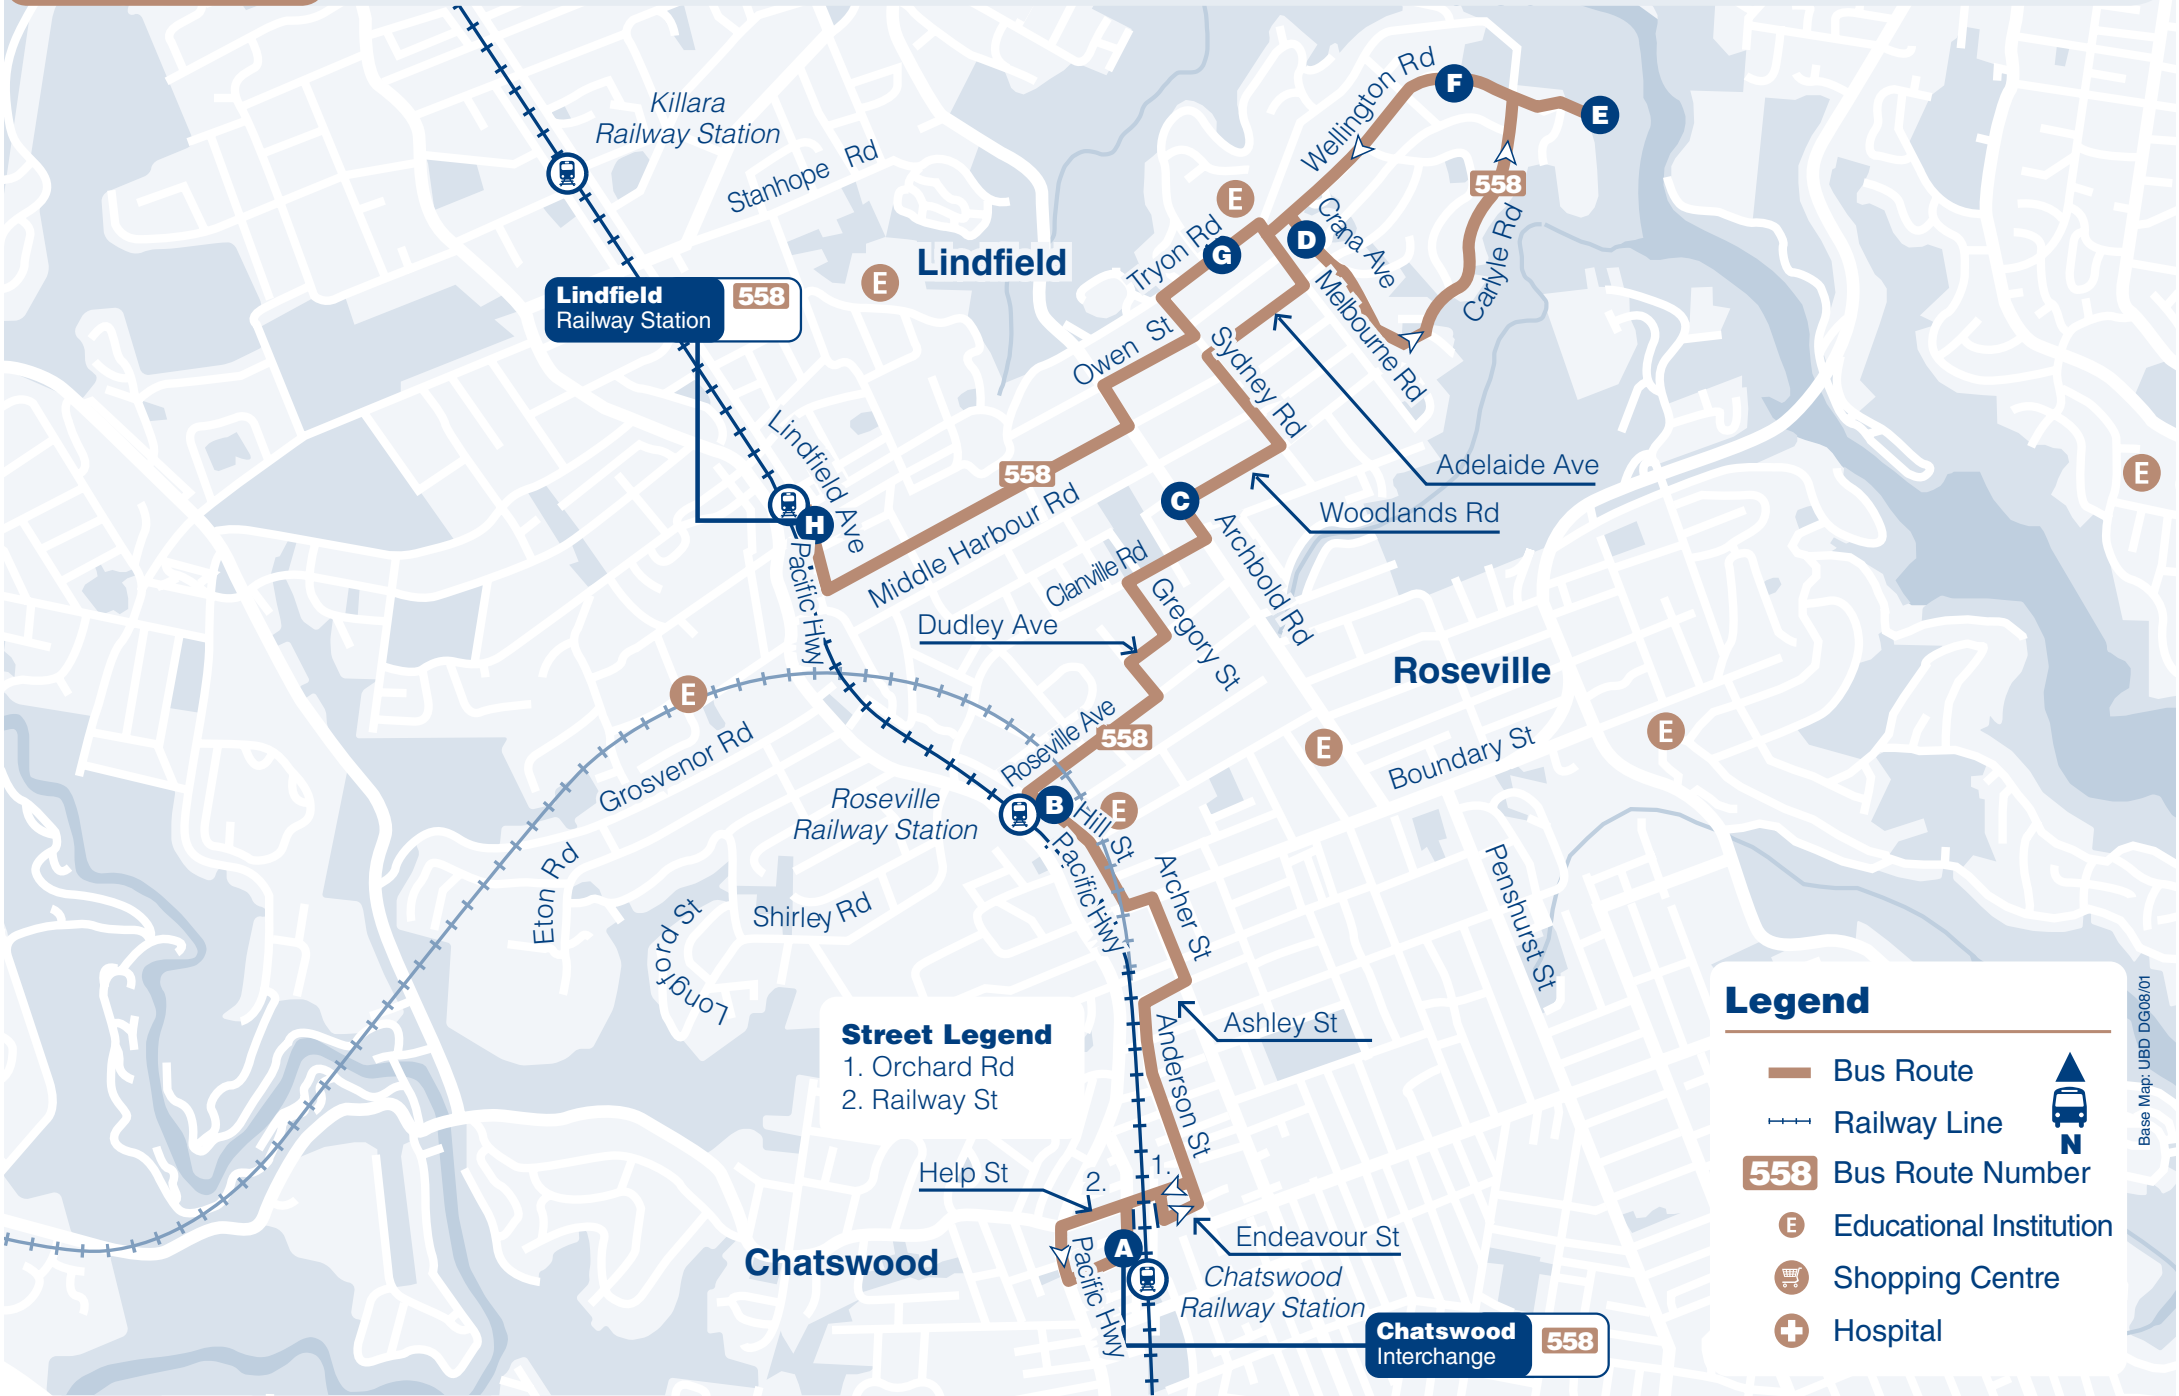 Killara
Railway Station
Stanhope Rd
Wellington Rd
F
E
558
E
Crana Ave
Carlyle Rd
Tryon Rd
D
G
Lindfield
E
Lindfield
Railway Station
558
Melbourne Rd
Owen St
Sydney Rd
Lindfield Ave
558
Adelaide Ave
E
C
Woodlands Rd
H
Middle Harbour Rd
Archbold Rd
Pacific Hwy
Clanville Rd
Gregory St
Dudley Ave
Roseville
E
Roseville Ave
558
E
E
Boundary St
Grosvenor Rd
Roseville
Railway Station
B
Hill St
E
Pacific Hwy
Archer St
Penshurst St
Eton Rd
Shirley Rd
Longford St
Ashley St
Anderson St
Street Legend
1. Orchard Rd
2. Railway St
Help St
2.
1.
Endeavour St
Chatswood
A
Pacific Hwy
Chatswood
Railway Station
Chatswood
Interchange
558
Legend
Bus Route
Railway Line
N
558
Bus Route Number
E
Educational Institution
Shopping Centre
Hospital
Base Map: UBD DG08/01